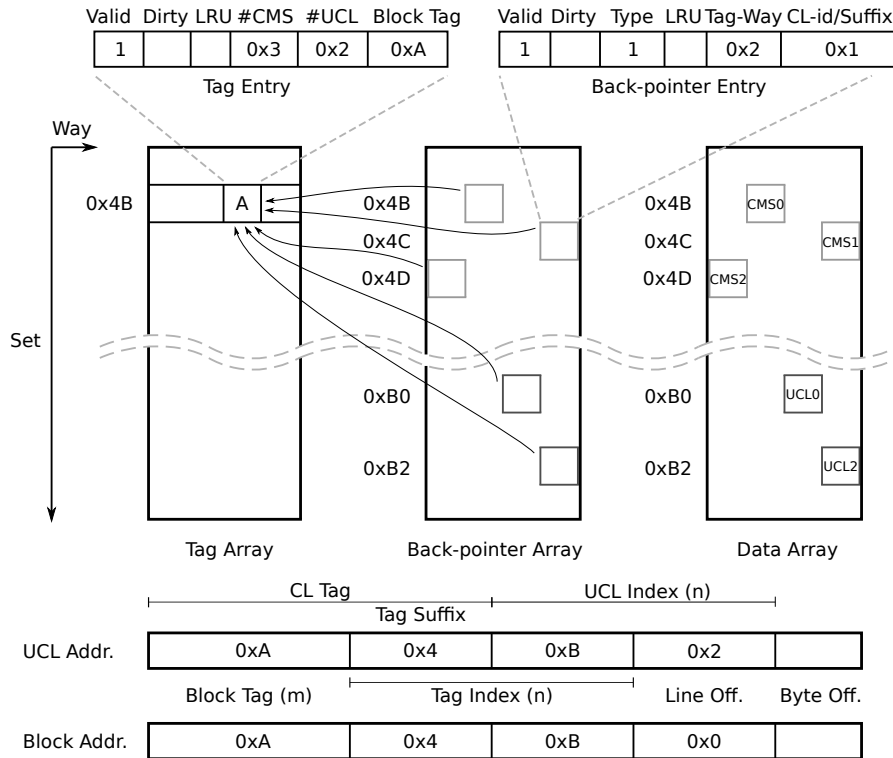 Valid Dirty LRU #CMS #UCL Block Tag
1 0x3 0x2 0xA
Tag Entry
Valid Dirty Type LRU Tag-Way CL-id/Suffix
1 1 0x2 0x1
Back-pointer Entry
Way
Set
0x4B
A
Tag Array
0x4B
0x4C
0x4D
0xB0
0xB2
Back-pointer Array
0x4B CMS0
0x4C CMS1
0x4D CMS2
0xB0 UCL0
0xB2 UCL2
Data Array
CL Tag UCL Index (n)
Tag Suffix
UCL Addr. 0xA 0x4 0xB 0x2
Block Tag (m) Tag Index (n) Line Off. Byte Off.
Block Addr. 0xA 0x4 0xB 0x0